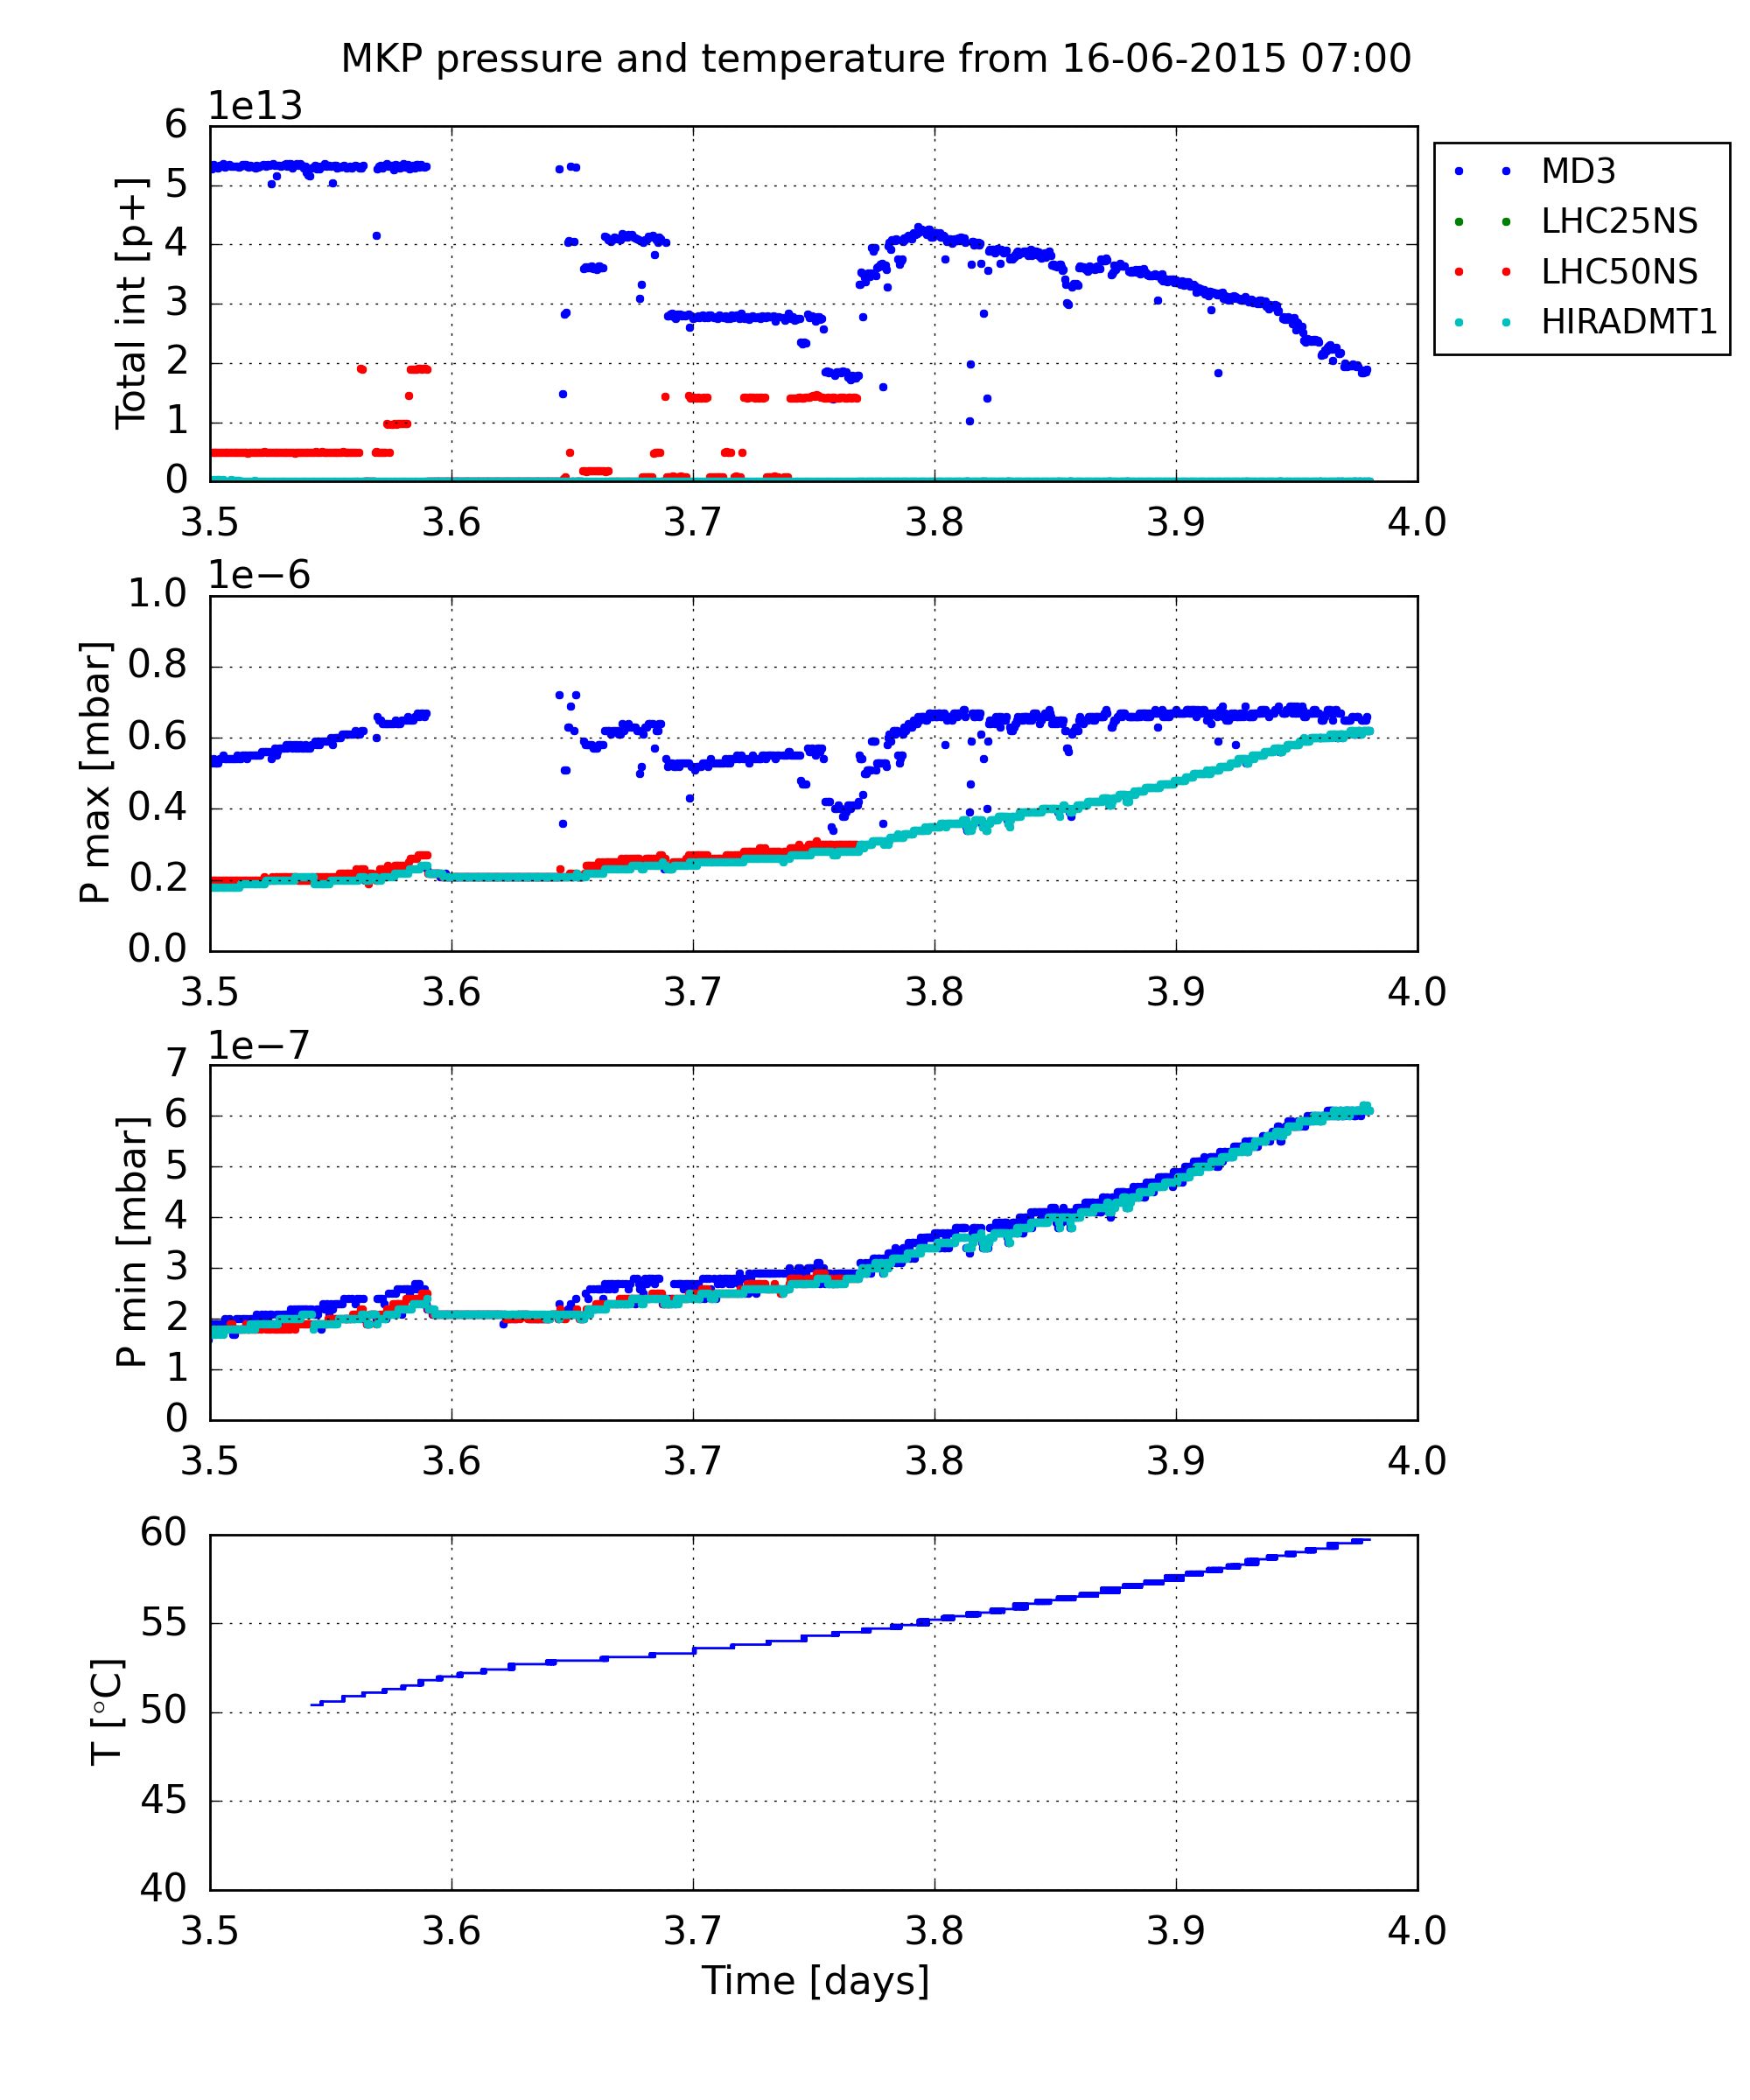 MKP pressure and temperature from 16-06-2015 07:00
1e13
6
5
4
3
2
1
0
Total int [p+]
3.5 3.6 3.7 3.8 3.9 4.0
MD3
LHC25NS
LHC50NS
HIRADMT1
1e−6
1.0
0.8
0.6
0.4
0.2
0.0
P max [mbar]
3.5 3.6 3.7 3.8 3.9 4.0
1e−7
7
6
5
4
3
2
1
0
P min [mbar]
3.5 3.6 3.7 3.8 3.9 4.0
60
55
50
45
40
T [°C]
3.5 3.6 3.7 3.8 3.9 4.0
Time [days]